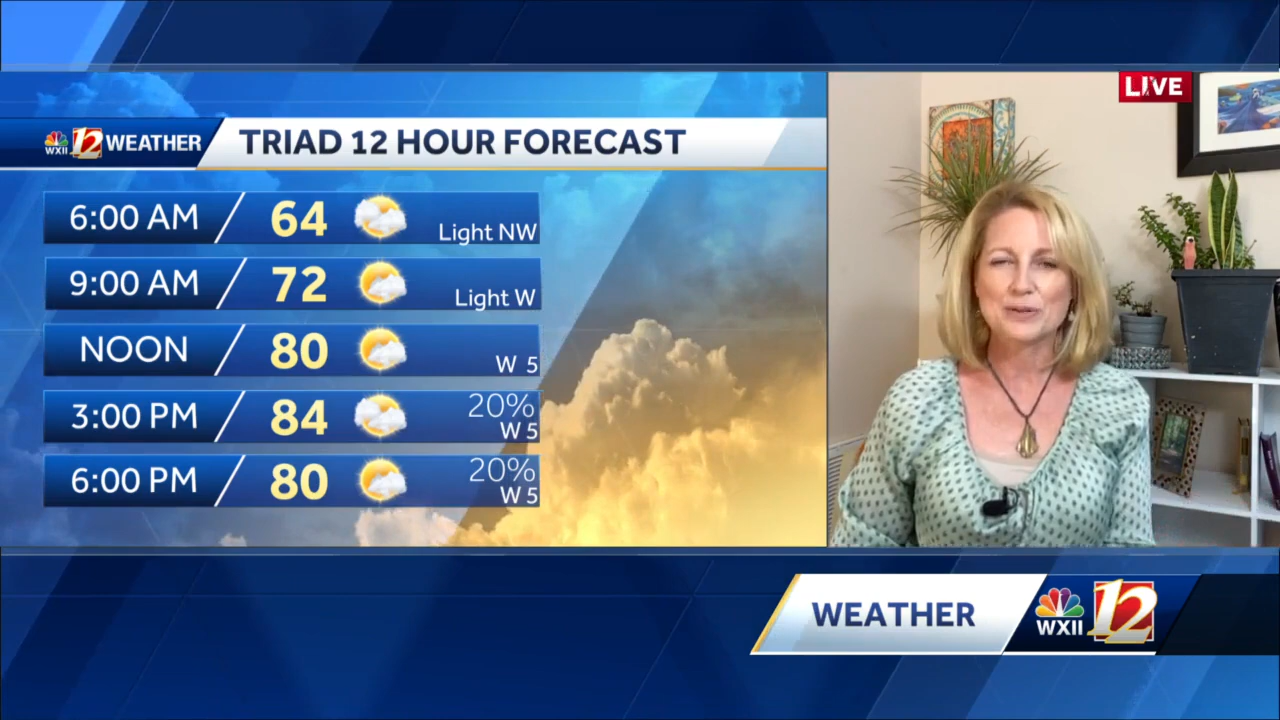 LIVE
WXII 12 WEATHER
TRIAD 12 HOUR FORECAST
6:00 AM 64 Light NW
9:00 AM 72 Light W
NOON 80 W 5
3:00 PM 84 20% W 5
6:00 PM 80 20% W 5
WEATHER
WXII 12